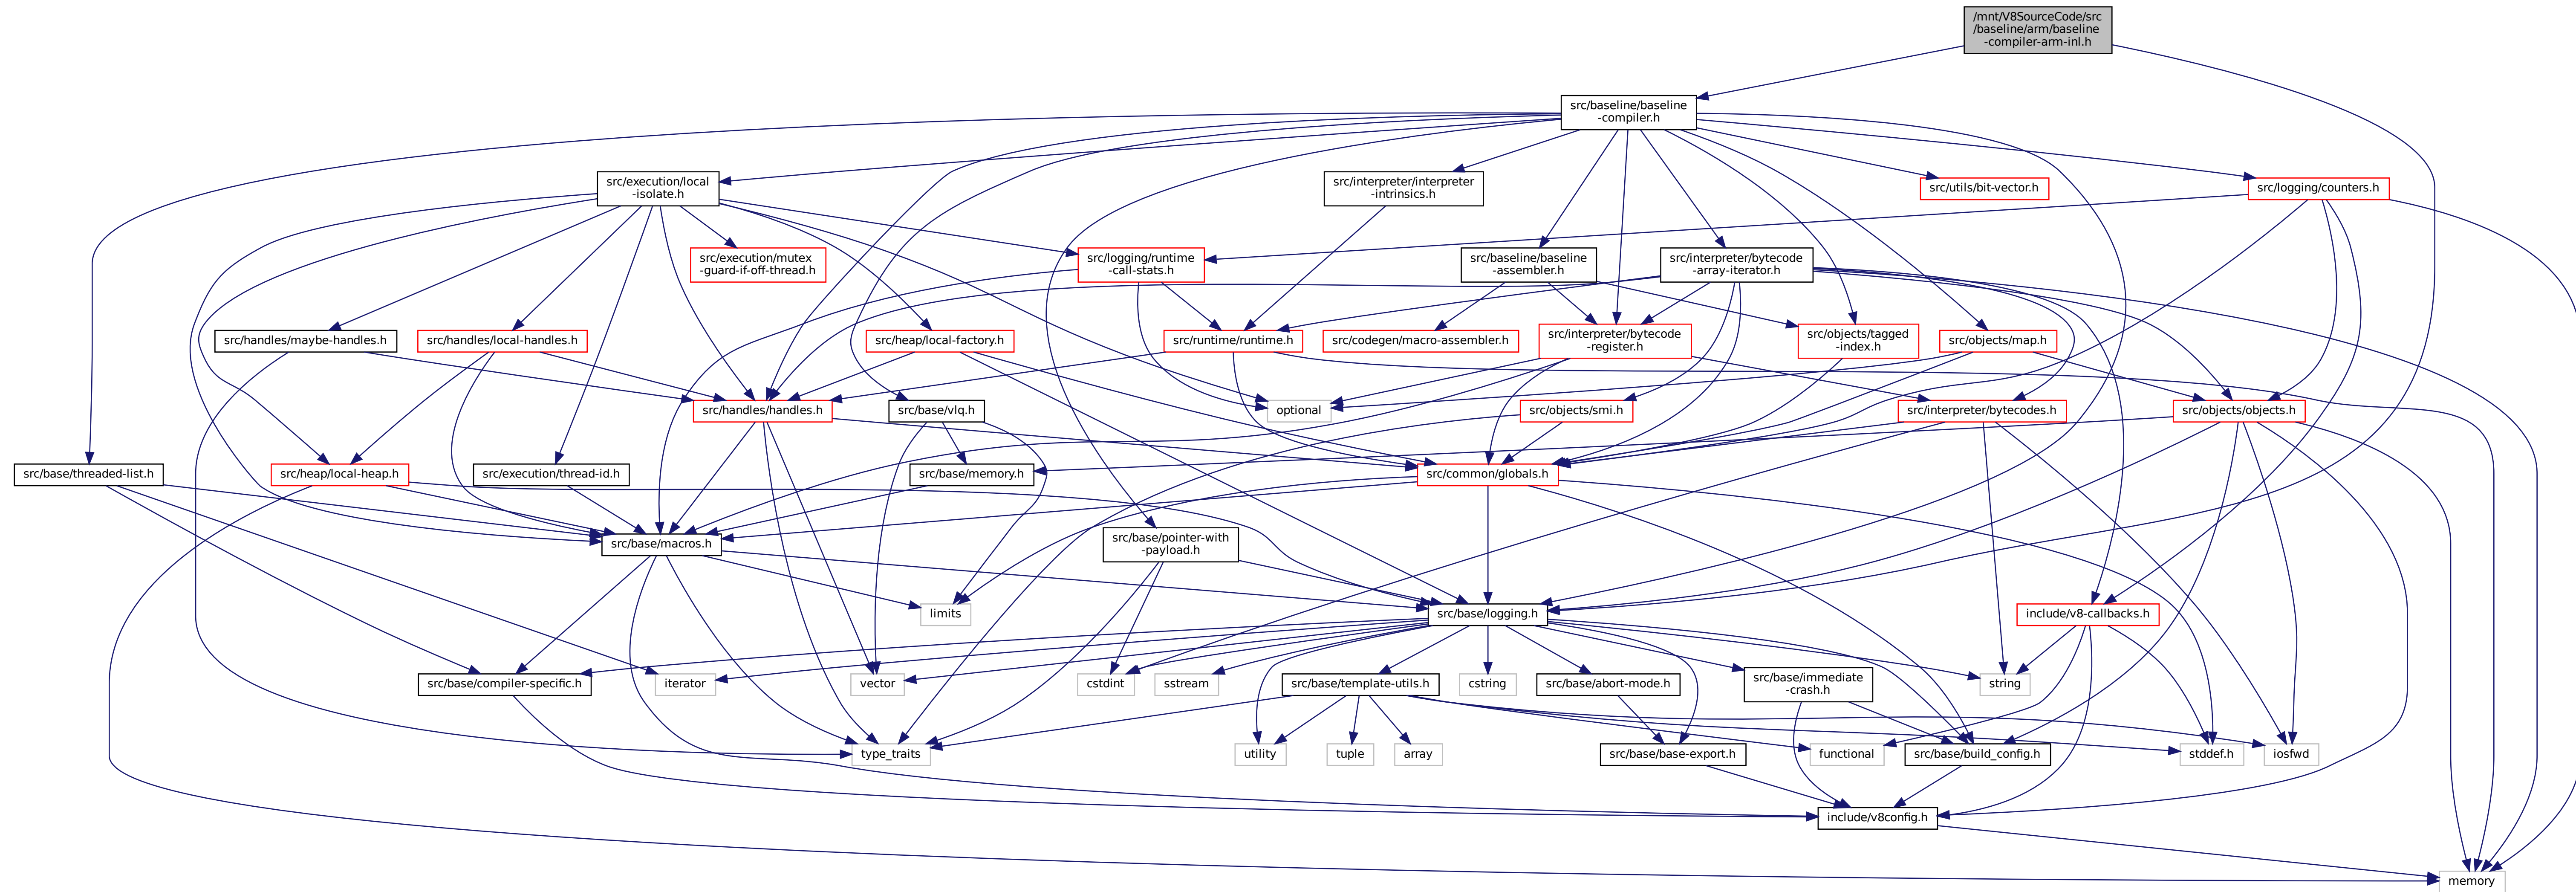 /mnt/V8SourceCode/src
/baseline/arm/baseline
-compiler-arm-inl.h
src/baseline/baseline
-compiler.h
src/execution/local
-isolate.h
src/interpreter/interpreter
-intrinsics.h
src/utils/bit-vector.h
src/logging/counters.h
src/execution/mutex
-guard-if-off-thread.h
src/logging/runtime
-call-stats.h
src/baseline/baseline
-assembler.h
src/interpreter/bytecode
-array-iterator.h
src/handles/maybe-handles.h
src/handles/local-handles.h
src/heap/local-factory.h
src/runtime/runtime.h
src/codegen/macro-assembler.h
src/interpreter/bytecode
-register.h
src/objects/tagged
-index.h
src/objects/map.h
src/handles/handles.h
src/base/vlq.h
optional
src/objects/smi.h
src/interpreter/bytecodes.h
src/objects/objects.h
src/base/threaded-list.h
src/heap/local-heap.h
src/execution/thread-id.h
src/base/memory.h
src/common/globals.h
src/base/macros.h
src/base/pointer-with
-payload.h
limits
src/base/logging.h
include/v8-callbacks.h
src/base/compiler-specific.h
iterator
vector
cstdint
sstream
src/base/template-utils.h
cstring
src/base/abort-mode.h
src/base/immediate
-crash.h
string
type_traits
utility
tuple
array
src/base/base-export.h
functional
src/base/build_config.h
stddef.h
iosfwd
include/v8config.h
memory